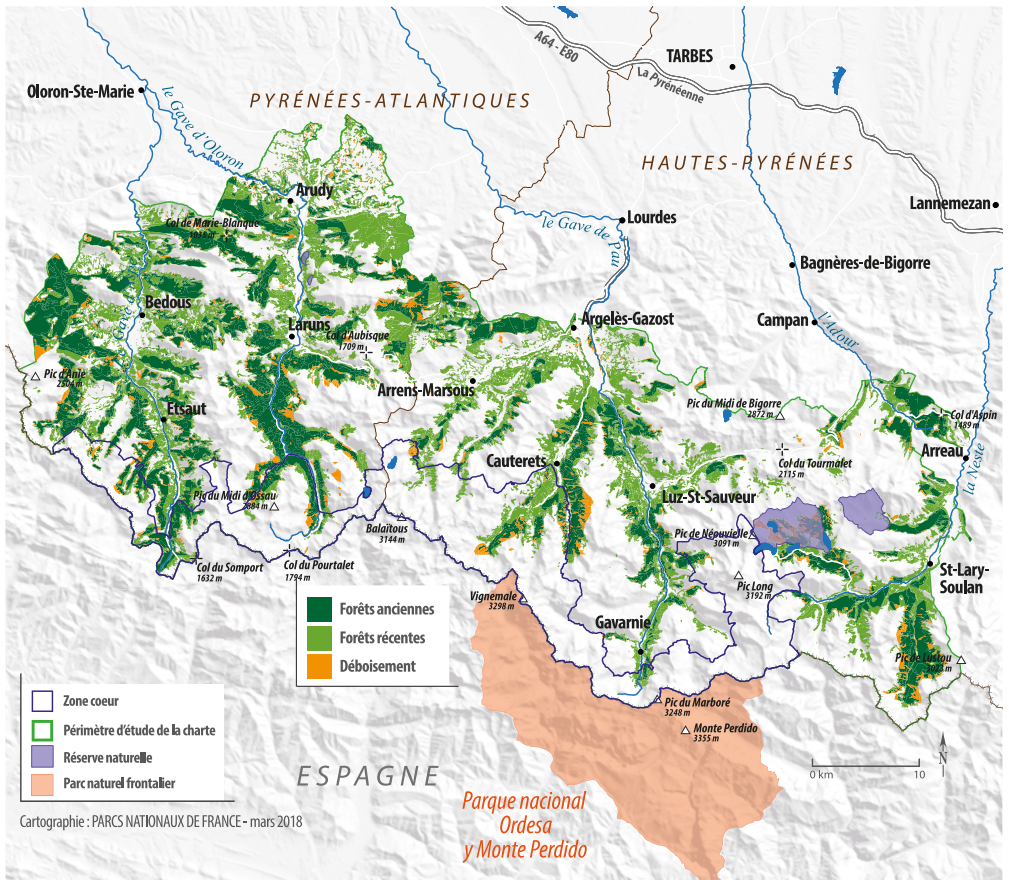 A64 - E80
La Pyrénéenne
TARBES
Oloron-Ste-Marie
le Gave d'Oloron
PYRÉNÉES-ATLANTIQUES
HAUTES-PYRÉNÉES
Arudy
Lannemezan
Lourdes
le Gave de Pau
Col de Marie-Blanque
Bagnères-de-Bigorre
Bedous
Laruns
Col d'Aubisque
1709 m
Argelès-Gazost
Campan
l'Adour
Pic d'Anie
2504 m
Arrens-Marsous
Pic du Midi de Bigorre
2872 m
Etsaut
Col d'Aspin
1489 m
Arreau
la Neste
Cauterets
Col du Tourmalet
2115 m
Luz-St-Sauveur
Pic du Midi d'Ossau
2884 m
Balaïtous
3144 m
Pic de Néouvielle
3091 m
Col du Somport
1632 m
Col du Pourtalet
1794 m
Pic Long
3192 m
St-Lary-
Soulan
Vignemale
3298 m
Gavarnie
Pic de Lustou
3023 m
Forêts anciennes
Forêts récentes
Déboisement
Pic du Marboré
3248 m
Monte Perdido
3355 m
Zone coeur
Périmètre d'étude de la charte
Réserve naturelle
Parc naturel frontalier
ESPAGNE
N
0 km 10
Parque nacional
Ordesa
y Monte Perdido
Cartographie : PARCS NATIONAUX DE FRANCE - mars 2018